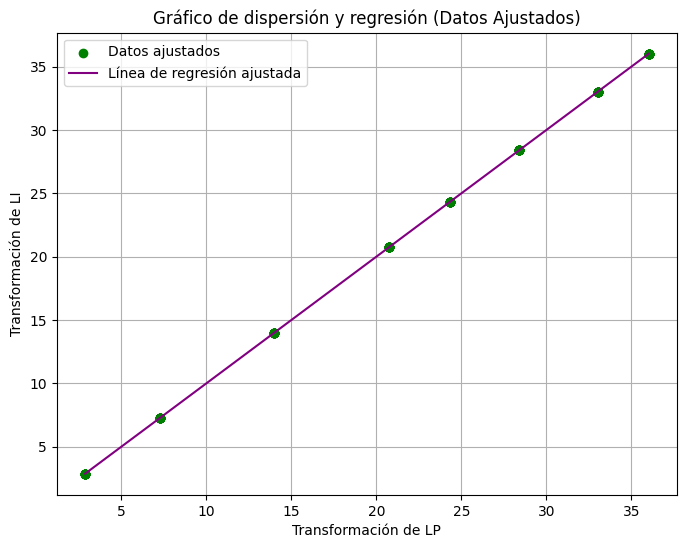 Gráfico de dispersión y regresión (Datos Ajustados)
Datos ajustados
Línea de regresión ajustada
Transformación de LI
35
30
25
20
15
10
5
5 10 15 20 25 30 35
Transformación de LP